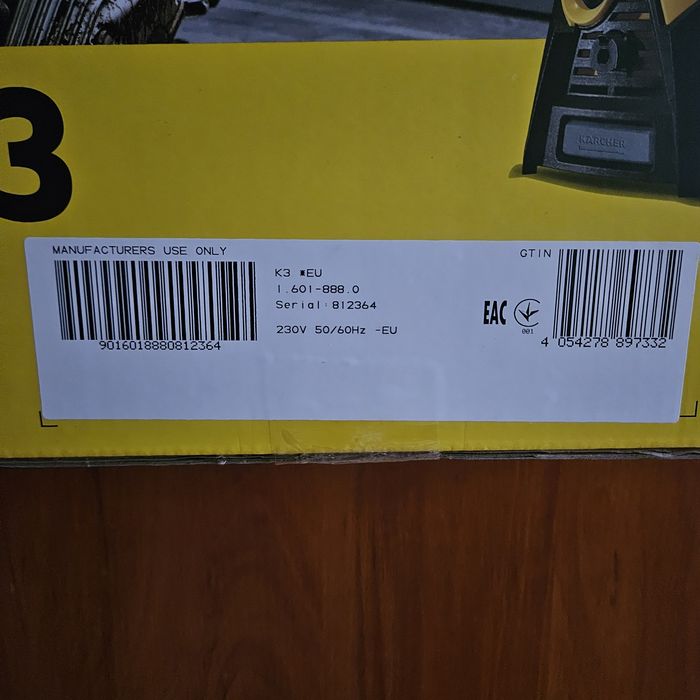 3
KARCHER
MANUFACTURERS USE ONLY
9016018880812364
K3 *EU
1.601-888.0
Serial:812364
230V 50/60Hz -EU
EAC
001
GTIN
4 054278 897332